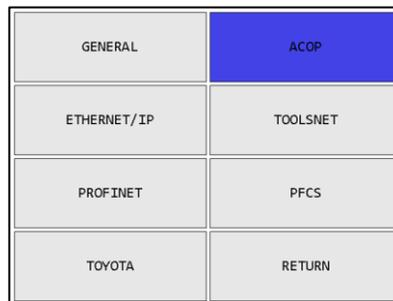 GENERAL
ACOP
ETHERNET/IP
TOOLSNET
PROFINET
PFCS
TOYOTA
RETURN